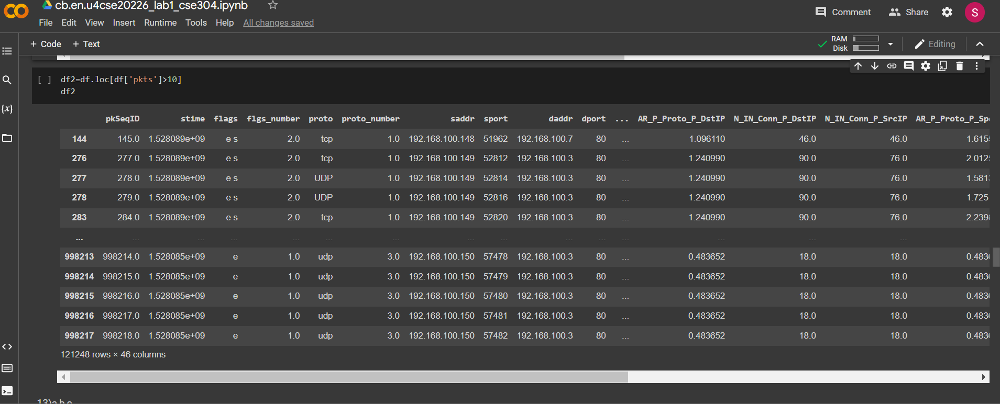 cb.en.u4cse20226_lab1_cse304.ipynb
File Edit View Insert Runtime Tools Help All changes saved
Comment Share S
+ Code + Text
RAM
Disk
Editing
{x}
[ ] df2=df.loc[df['pkts']>10]
df2
pkSeqID stime flags flgs_number proto proto_number saddr sport daddr dport ... AR_P_Proto_P_DstIP N_IN_Conn_P_DstIP N_IN_Conn_P_SrcIP AR_P_Proto_P_Sp
144 145.0 1.528089e+09 e s 2.0 tcp 1.0 192.168.100.148 51962 192.168.100.7 80 ... 1.096110 46.0 46.0 1.615
276 277.0 1.528089e+09 e s 2.0 tcp 1.0 192.168.100.149 52812 192.168.100.3 80 ... 1.240990 90.0 76.0 2.012
277 278.0 1.528089e+09 e s 2.0 UDP 1.0 192.168.100.149 52814 192.168.100.3 80 ... 1.240990 90.0 76.0 1.581
278 279.0 1.528089e+09 e s 2.0 UDP 1.0 192.168.100.149 52816 192.168.100.3 80 ... 1.240990 90.0 76.0 1.725
283 284.0 1.528089e+09 e s 2.0 tcp 1.0 192.168.100.149 52820 192.168.100.3 80 ... 1.240990 90.0 76.0 2.239
... ... ... ... ... ... ... ... ... ... ... ... ... ... ...
998213 998214.0 1.528085e+09 e 1.0 udp 3.0 192.168.100.150 57478 192.168.100.3 80 ... 0.483652 18.0 18.0 0.483
998214 998215.0 1.528085e+09 e 1.0 udp 3.0 192.168.100.150 57479 192.168.100.3 80 ... 0.483652 18.0 18.0 0.483
998215 998216.0 1.528085e+09 e 1.0 udp 3.0 192.168.100.150 57480 192.168.100.3 80 ... 0.483652 18.0 18.0 0.483
998216 998217.0 1.528085e+09 e 1.0 udp 3.0 192.168.100.150 57481 192.168.100.3 80 ... 0.483652 18.0 18.0 0.483
998217 998218.0 1.528085e+09 e 1.0 udp 3.0 192.168.100.150 57482 192.168.100.3 80 ... 0.483652 18.0 18.0 0.483
121248 rows × 46 columns